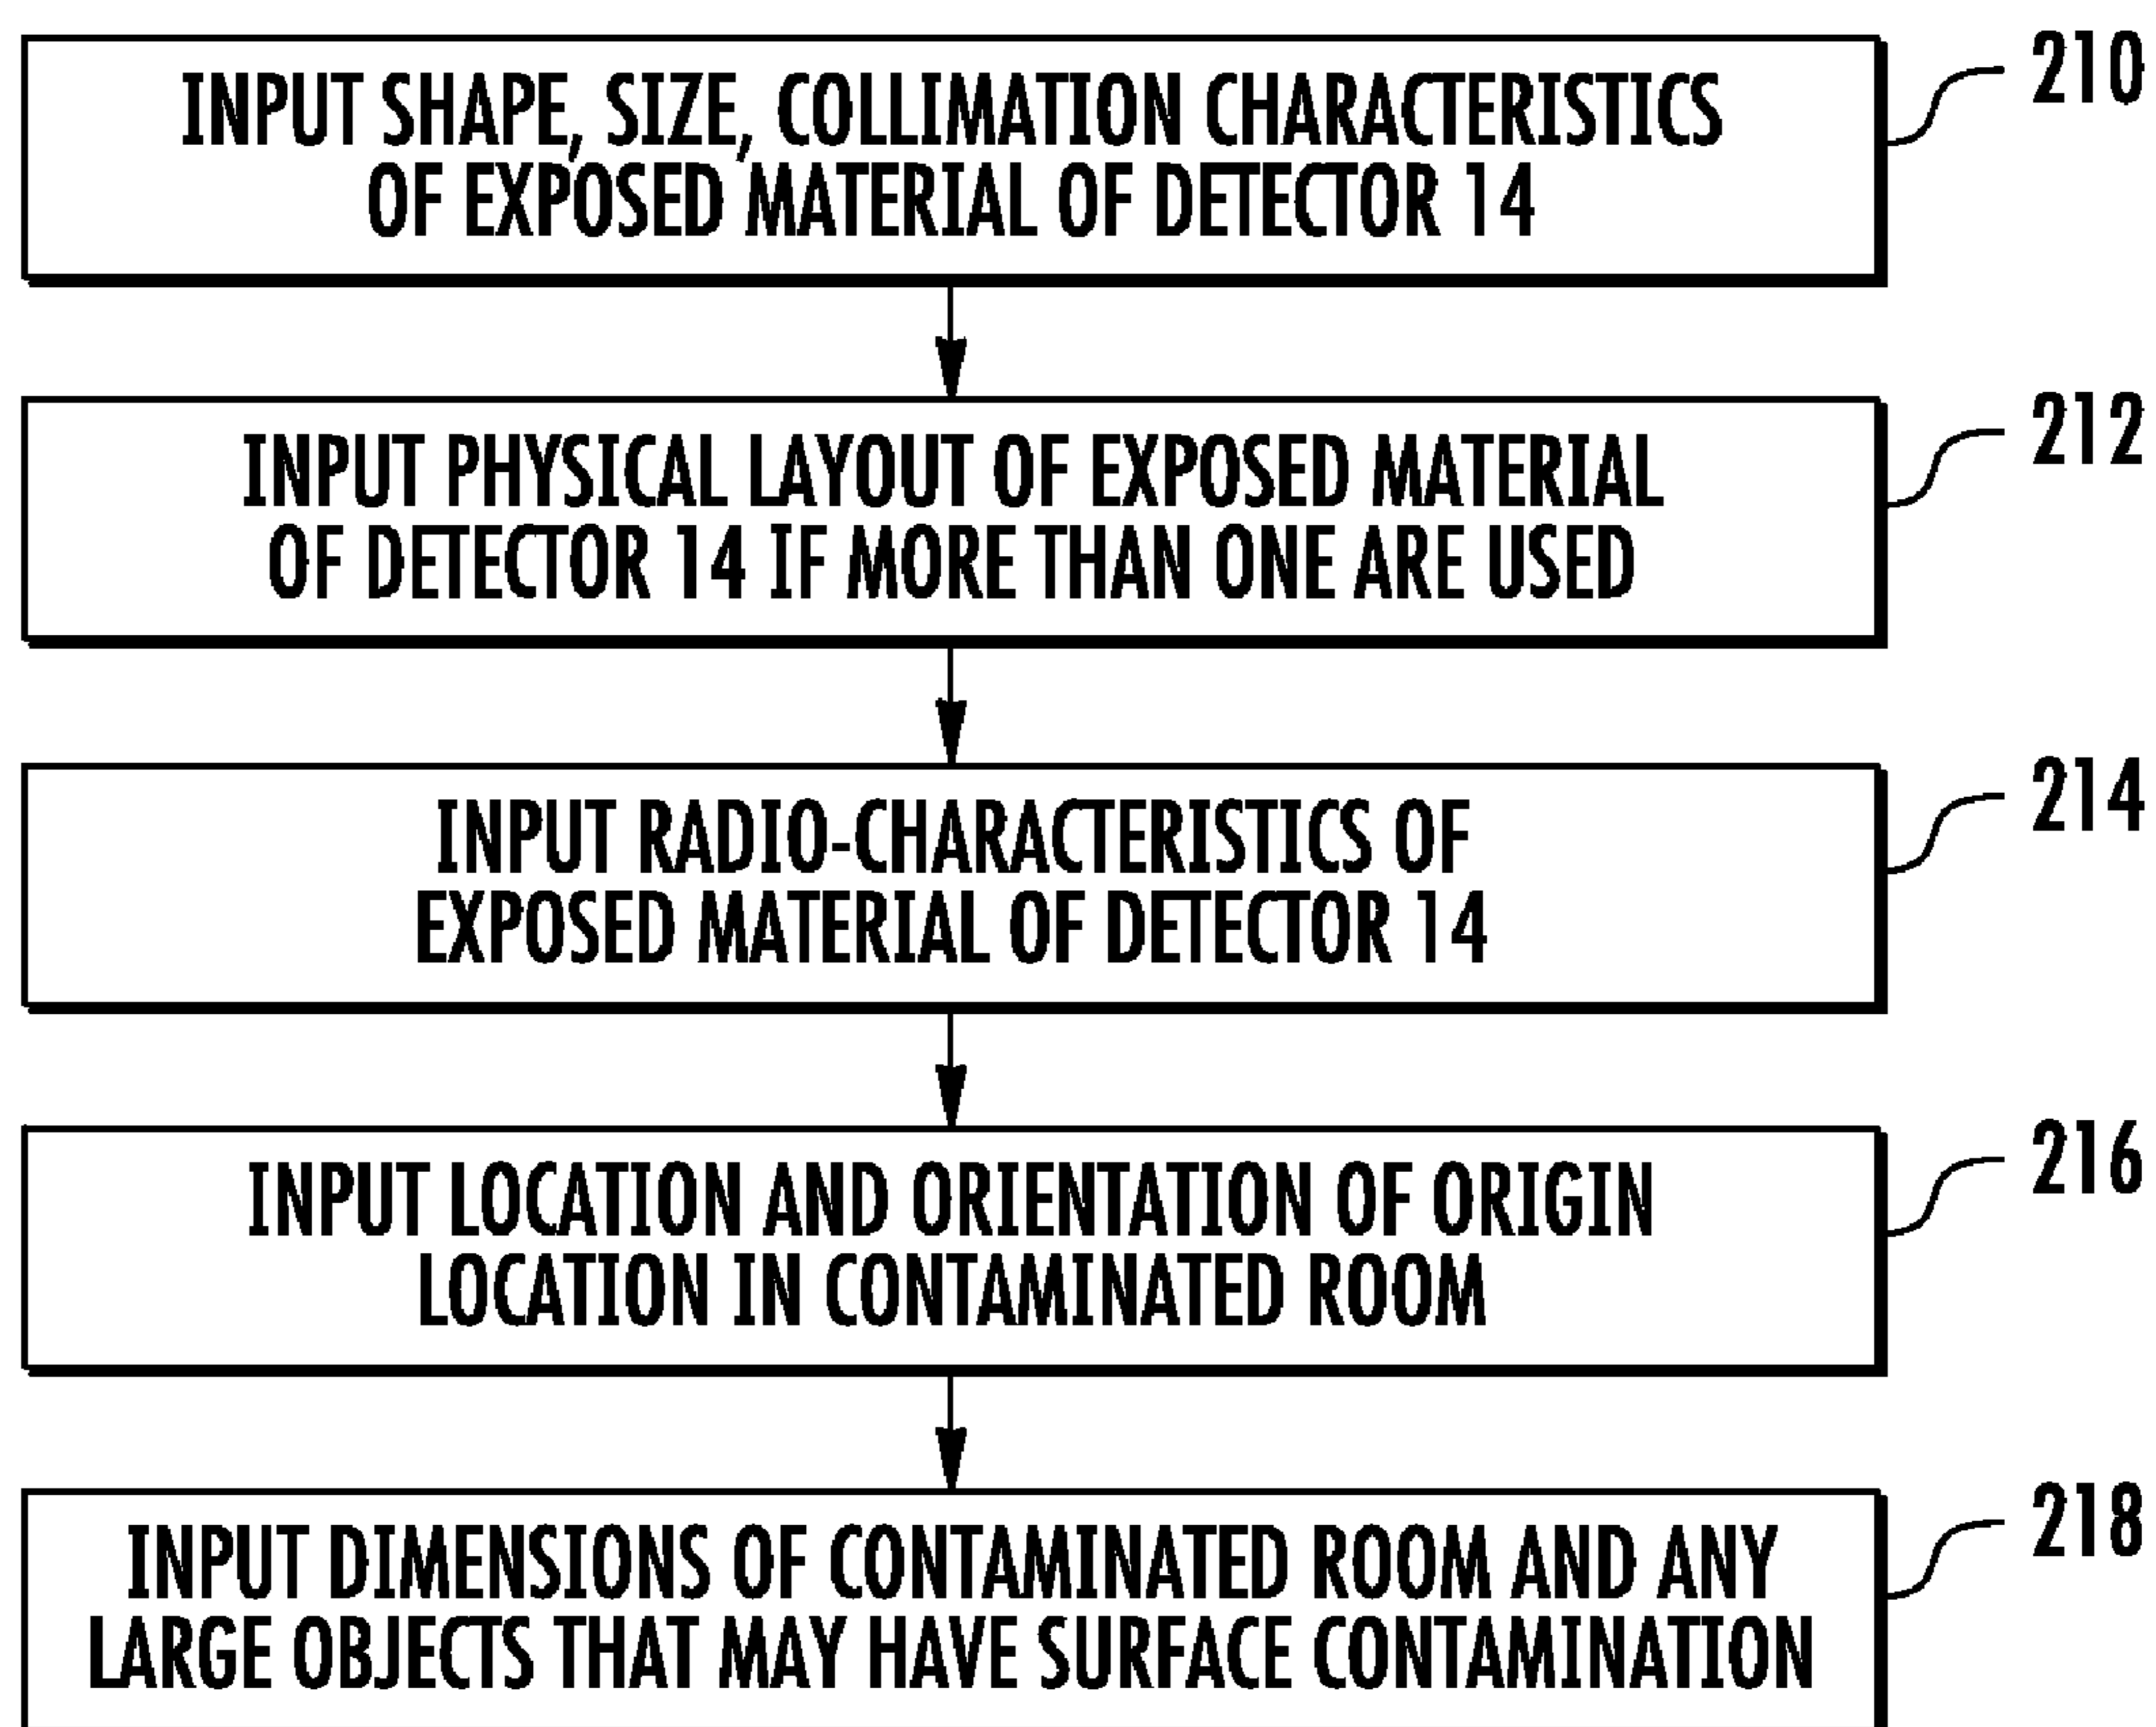 INPUT SHAPE, SIZE, COLLIMATION CHARACTERISTICS
OF EXPOSED MATERIAL OF DETECTOR 14
210
INPUT PHYSICAL LAYOUT OF EXPOSED MATERIAL
OF DETECTOR 14 IF MORE THAN ONE ARE USED
212
INPUT RADIO-CHARACTERISTICS OF
EXPOSED MATERIAL OF DETECTOR 14
214
INPUT LOCATION AND ORIENTATION OF ORIGIN
LOCATION IN CONTAMINATED ROOM
216
INPUT DIMENSIONS OF CONTAMINATED ROOM AND ANY
LARGE OBJECTS THAT MAY HAVE SURFACE CONTAMINATION
218